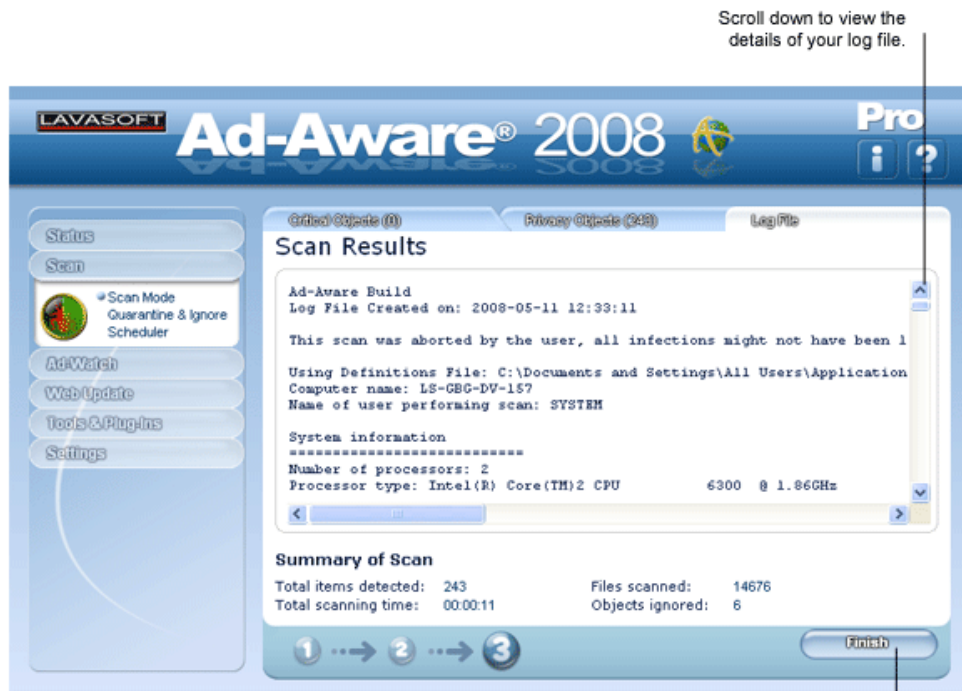 Scroll down to view the
details of your log file.
LAVASOFT
Ad-Aware® 2008
Pro
i ?
Status
Scan
Scan Mode
Quarantine & Ignore
Scheduler
Ad-Watch
Web Update
Tools & Plug-Ins
Settings
Critical Objects (0) Privacy Objects (243) Log File
Scan Results
Ad-Aware Build
Log File Created on: 2008-05-11 12:33:11
This scan was aborted by the user, all infections might not have been l
Using Definitions File: C:\Documents and Settings\All Users\Application
Computer name: LS-GBG-DV-157
Name of user performing scan: SYSTEM
System information
===========================
Number of processors: 2
Processor type: Intel(R) Core(TM)2 CPU 6300 @ 1.86GHz
Summary of Scan
Total items detected: 243 Files scanned: 14676
Total scanning time: 00:00:11 Objects ignored: 6
1 2 3
Finish